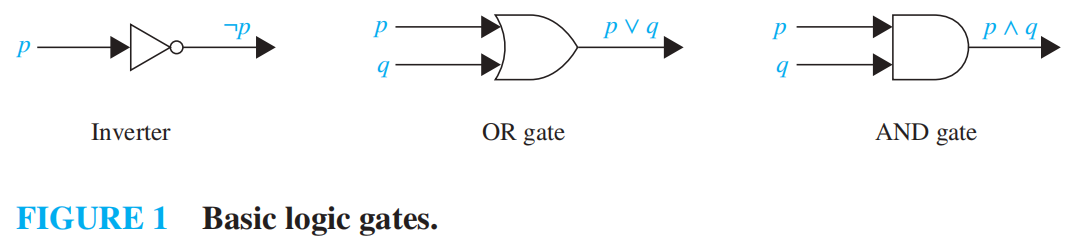 p ¬p p q p ∨ q p q p ∧ q
Inverter OR gate AND gate
FIGURE 1 Basic logic gates.